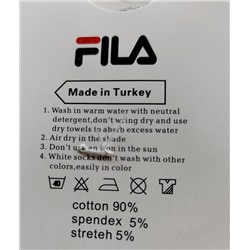 FILA
Made in Turkey
1. Wash in warm water with neutral
detergent,don't wring dry and use
dry towels to absorb excess water
2. Air dry in the shade
3. Don't use an icon in the sun
4. White socks don't wash with other
colors,easily in color
40
cotton 90%
spendex 5%
streteh 5%